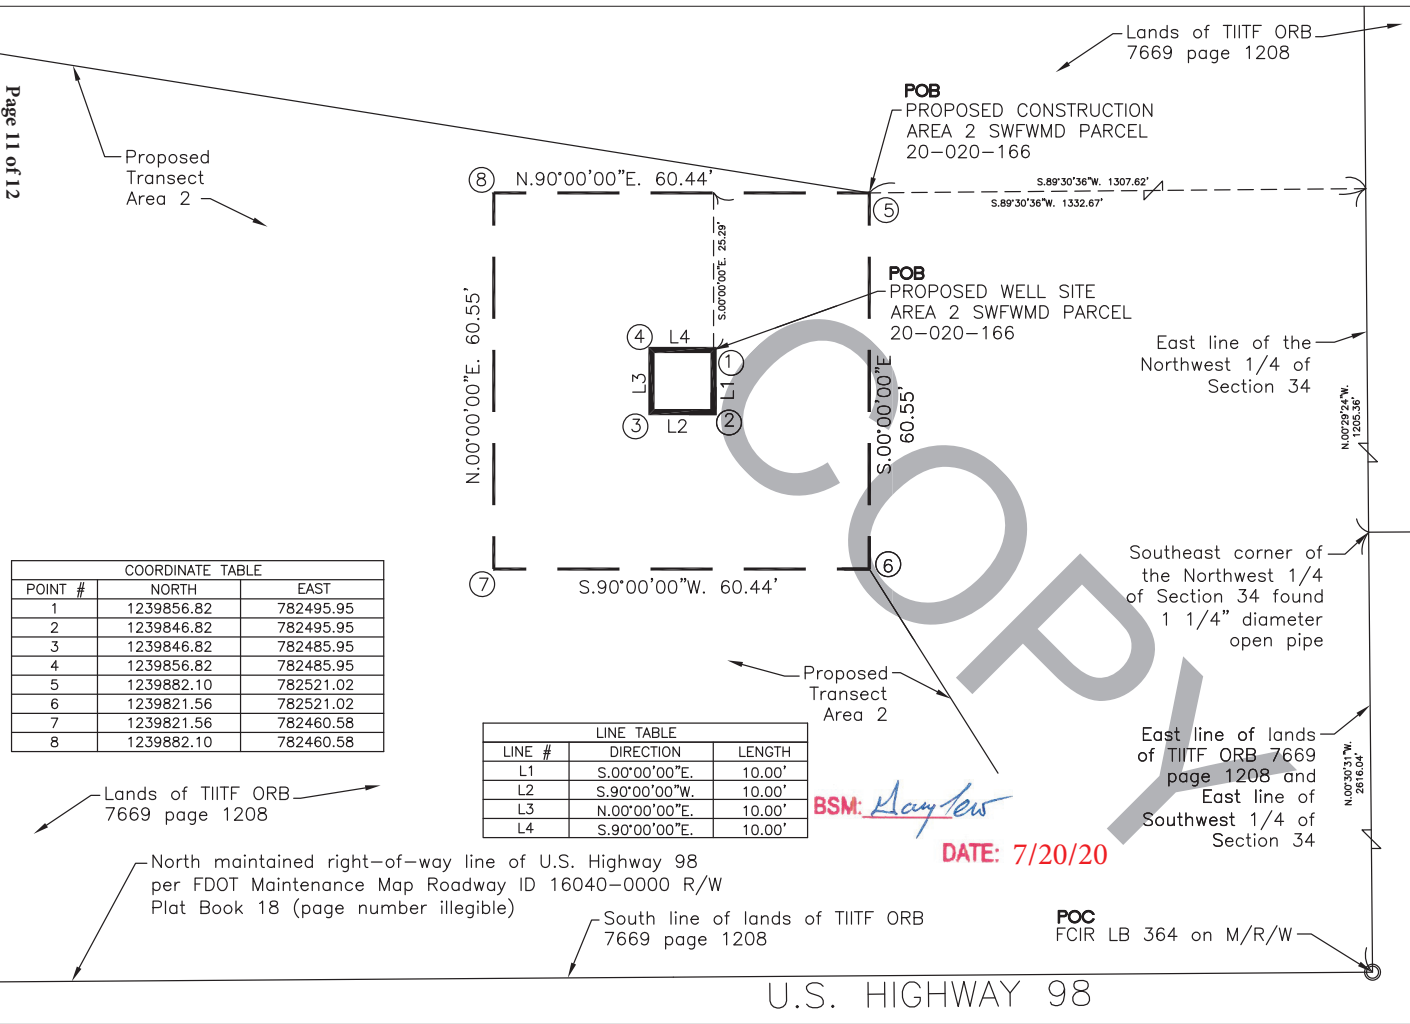 Lands of TIITF ORB
7669 page 1208
POB
PROPOSED CONSTRUCTION
AREA 2 SWFWMD PARCEL
20-020-166
Page 11 of 12
Proposed
Transect
Area 2
8
N.90°00'00"E. 60.44'
5
S.89°30'36"W. 1307.62'
S.89°30'36"W. 1332.67'
S.00°00'00"E. 25.29'
POB
PROPOSED WELL SITE
AREA 2 SWFWMD PARCEL
20-020-166
N.00°00'00"E. 60.55'
4
L4
1
L3
L1
3
L2
2
S.00°00'00"E
60.55'
East line of the
Northwest 1/4 of
Section 34
N.00°29'24"W.
1205.36'
7
S.90°00'00"W. 60.44'
6
Southeast corner of
the Northwest 1/4
of Section 34 found
1 1/4" diameter
open pipe
COPY
COORDINATE TABLE
POINT # NORTH EAST
1 1239856.82 782495.95
2 1239846.82 782495.95
3 1239846.82 782485.95
4 1239856.82 782485.95
5 1239882.10 782521.02
6 1239821.56 782521.02
7 1239821.56 782460.58
8 1239882.10 782460.58
Proposed
Transect
Area 2
LINE TABLE
LINE # DIRECTION LENGTH
L1 S.00°00'00"E. 10.00'
L2 S.90°00'00"W. 10.00'
L3 N.00°00'00"E. 10.00'
L4 S.90°00'00"E. 10.00'
East line of lands
of TIITF ORB 7669
page 1208 and
East line of
Southwest 1/4 of
Section 34
N.00°30'31"W.
2616.04'
Lands of TIITF ORB
7669 page 1208
BSM:
DATE: 7/20/20
North maintained right-of-way line of U.S. Highway 98
per FDOT Maintenance Map Roadway ID 16040-0000 R/W
Plat Book 18 (page number illegible)
South line of lands of TIITF ORB
7669 page 1208
POC
FCIR LB 364 on M/R/W
U.S. HIGHWAY 98